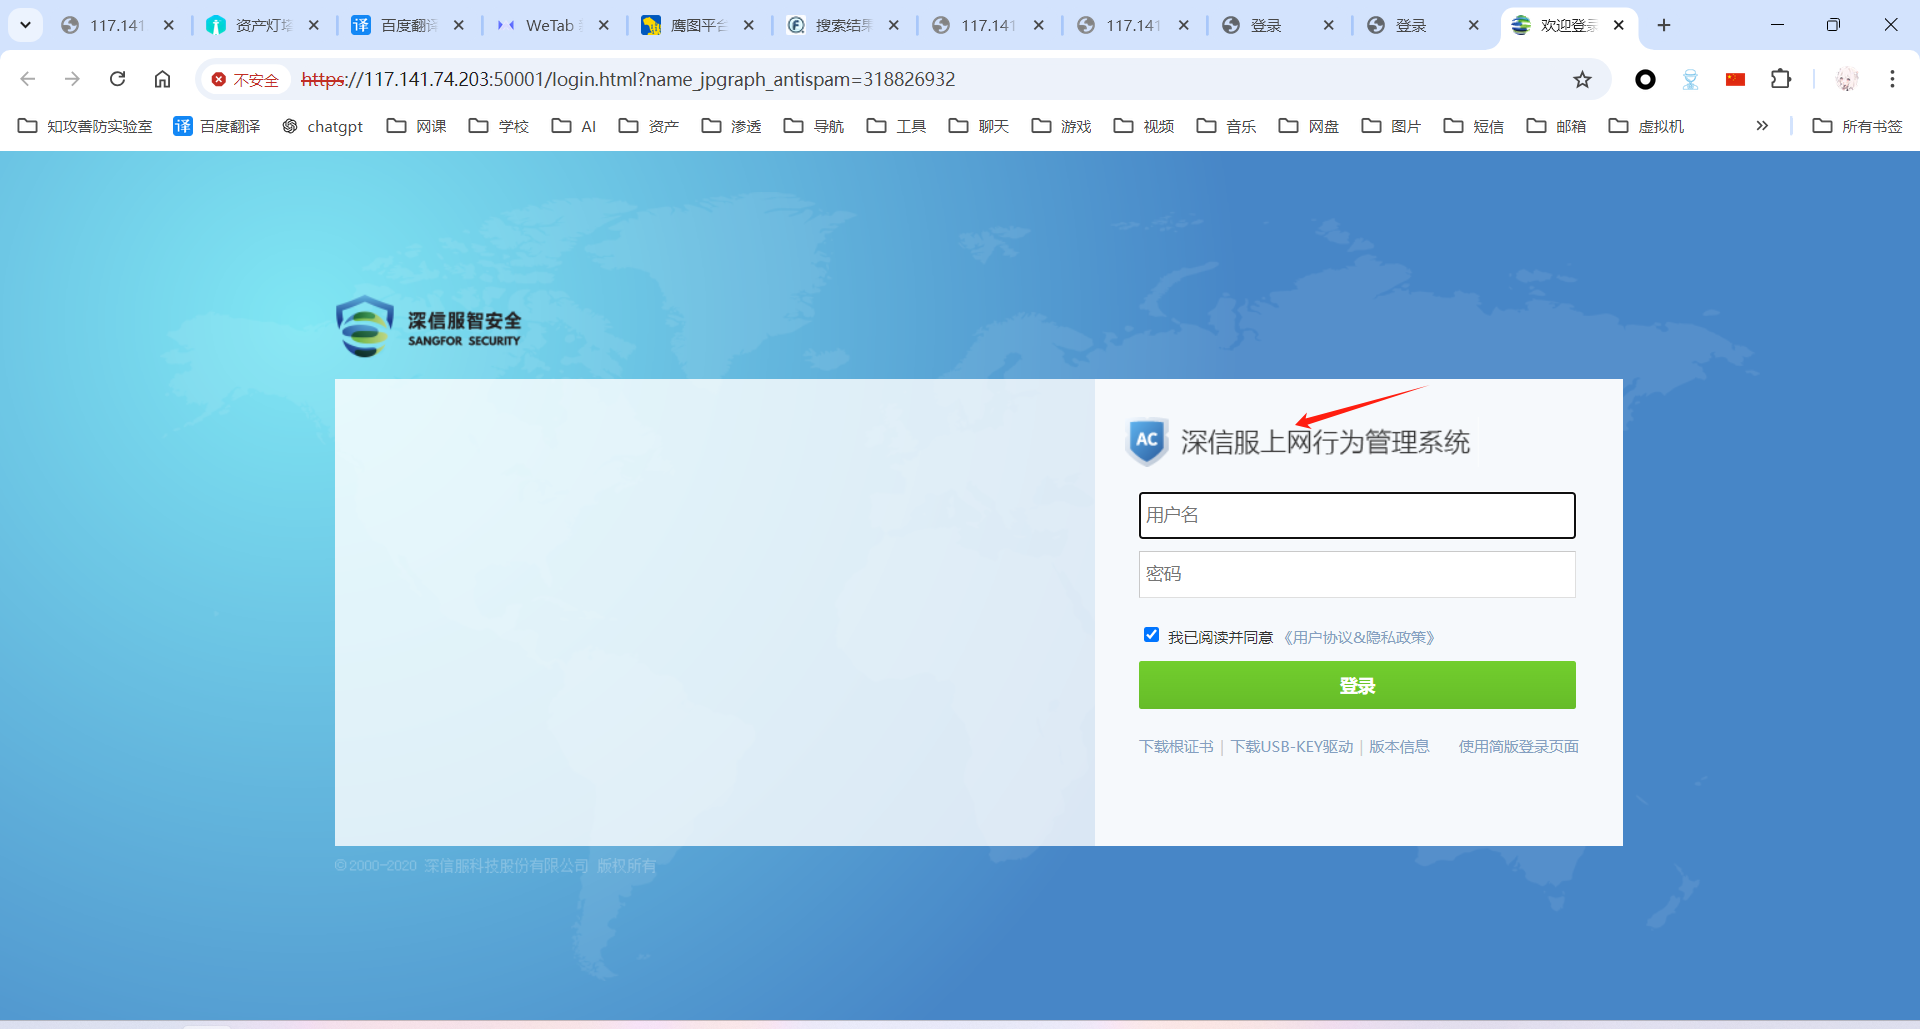 117.141
资产灯塔
百度翻译
WeTab
鹰图平台
搜索结果
117.141
117.141
登录
登录
欢迎登录
不安全
https://117.141.74.203:50001/login.html?name_jpgraph_antispam=318826932
知攻善防实验室
译 百度翻译
chatgpt
网课
学校
AI
资产
渗透
导航
工具
聊天
游戏
视频
音乐
网盘
图片
短信
邮箱
虚拟机
所有书签
深信服智安全
SANGFOR SECURITY
AC 深信服上网行为管理系统
用户名
密码
我已阅读并同意 《用户协议&隐私政策》
登录
下载根证书 | 下载USB-KEY驱动 | 版本信息 使用简版登录页面
©2000-2020 深信服科技股份有限公司 版权所有